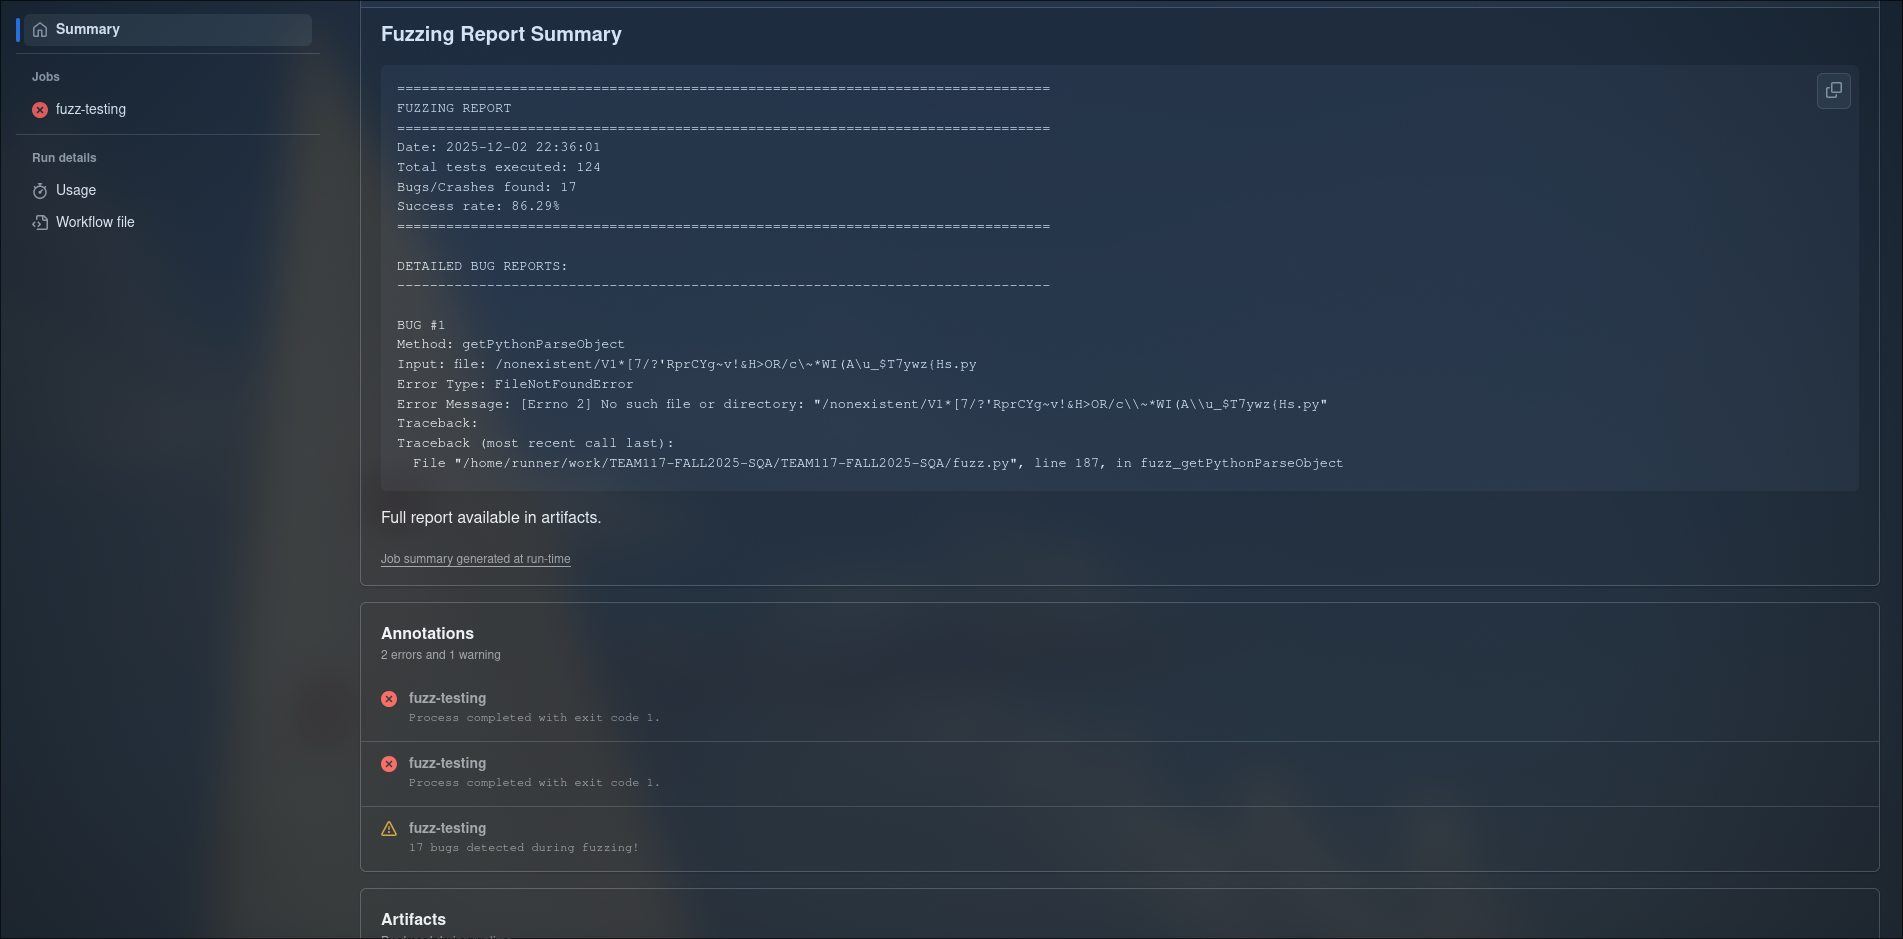 Summary
Jobs
fuzz-testing
Run details
Usage
Workflow file
Fuzzing Report Summary
================================================================================
FUZZING REPORT
================================================================================
Date: 2025-12-02 22:36:01
Total tests executed: 124
Bugs/Crashes found: 17
Success rate: 86.29%
================================================================================
DETAILED BUG REPORTS:
--------------------------------------------------------------------------------
BUG #1
Method: getPythonParseObject
Input: file: /nonexistent/V1*[7/?'RprCYg~v!&H>OR/c\~*WI(A\u_$T7ywz{Hs.py
Error Type: FileNotFoundError
Error Message: [Errno 2] No such file or directory: "/nonexistent/V1*[7/?'RprCYg~v!&H>OR/c\\~*WI(A\\u_$T7ywz{Hs.py"
Traceback:
Traceback (most recent call last):
  File "/home/runner/work/TEAM117-FALL2025-SQA/TEAM117-FALL2025-SQA/fuzz.py", line 187, in fuzz_getPythonParseObject
Full report available in artifacts.
Job summary generated at run-time
Annotations
2 errors and 1 warning
fuzz-testing
Process completed with exit code 1.
fuzz-testing
Process completed with exit code 1.
fuzz-testing
17 bugs detected during fuzzing!
Artifacts